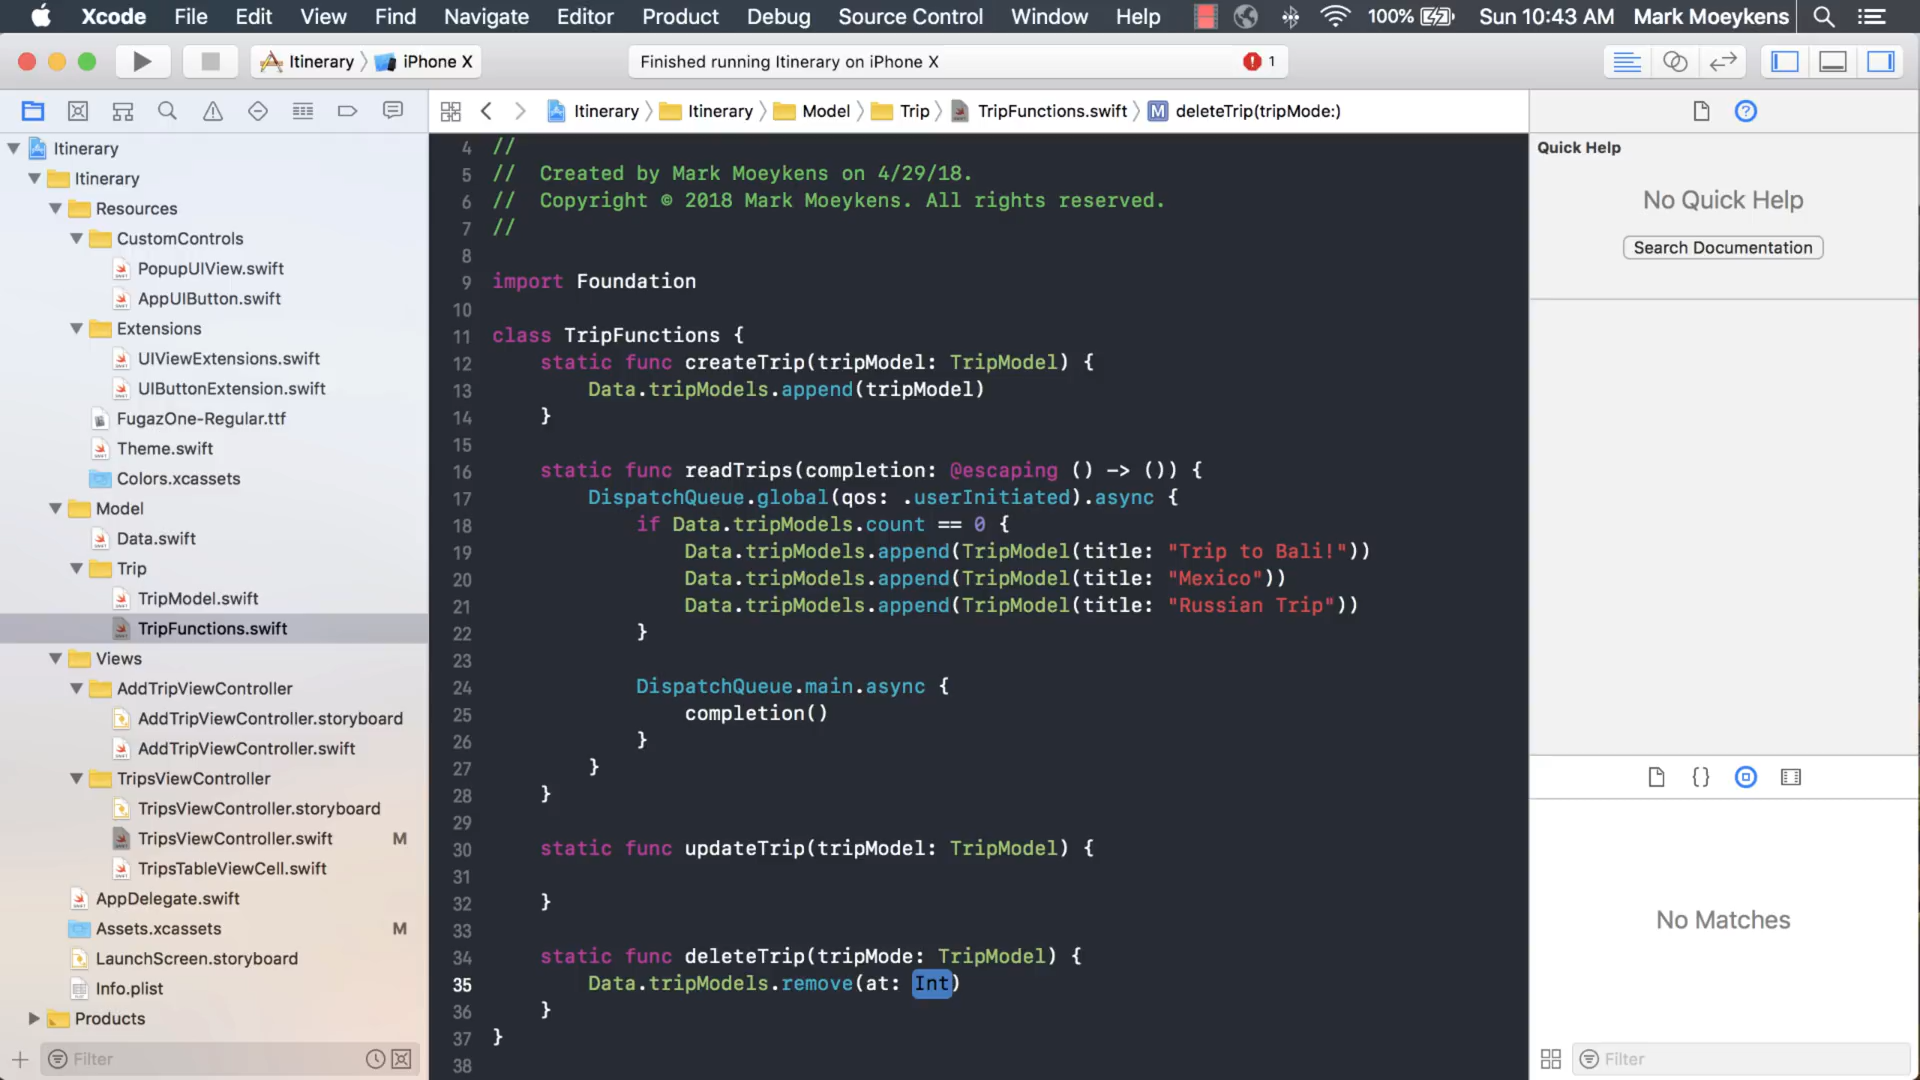 Xcode File Edit View Find Navigate Editor Product Debug Source Control Window Help 100% Sun 10:43 AM Mark Moeykens
Itinerary iPhone X Finished running Itinerary on iPhone X 1
Itinerary Itinerary Model Trip TripFunctions.swift M deleteTrip(tripMode:)
Itinerary
Itinerary
Resources
CustomControls
PopupUIView.swift
AppUIButton.swift
Extensions
UIViewExtensions.swift
UIButtonExtension.swift
FugazOne-Regular.ttf
Theme.swift
Colors.xcassets
Model
Data.swift
Trip
TripModel.swift
TripFunctions.swift
Views
AddTripViewController
AddTripViewController.storyboard
AddTripViewController.swift
TripsViewController
TripsViewController.storyboard
TripsViewController.swift M
TripsTableViewCell.swift
AppDelegate.swift
Assets.xcassets M
LaunchScreen.storyboard
Info.plist
Products
Filter
4 //
5 //  Created by Mark Moeykens on 4/29/18.
6 //  Copyright © 2018 Mark Moeykens. All rights reserved.
7 //
8
9 import Foundation
10
11 class TripFunctions {
12     static func createTrip(tripModel: TripModel) {
13         Data.tripModels.append(tripModel)
14     }
15
16     static func readTrips(completion: @escaping () -> ()) {
17         DispatchQueue.global(qos: .userInitiated).async {
18             if Data.tripModels.count == 0 {
19                 Data.tripModels.append(TripModel(title: "Trip to Bali!"))
20                 Data.tripModels.append(TripModel(title: "Mexico"))
21                 Data.tripModels.append(TripModel(title: "Russian Trip"))
22             }
23
24             DispatchQueue.main.async {
25                 completion()
26             }
27         }
28     }
29
30     static func updateTrip(tripModel: TripModel) {
31
32     }
33
34     static func deleteTrip(tripMode: TripModel) {
35         Data.tripModels.remove(at: Int)
36     }
37 }
38
Quick Help
No Quick Help
Search Documentation
{}
No Matches
Filter